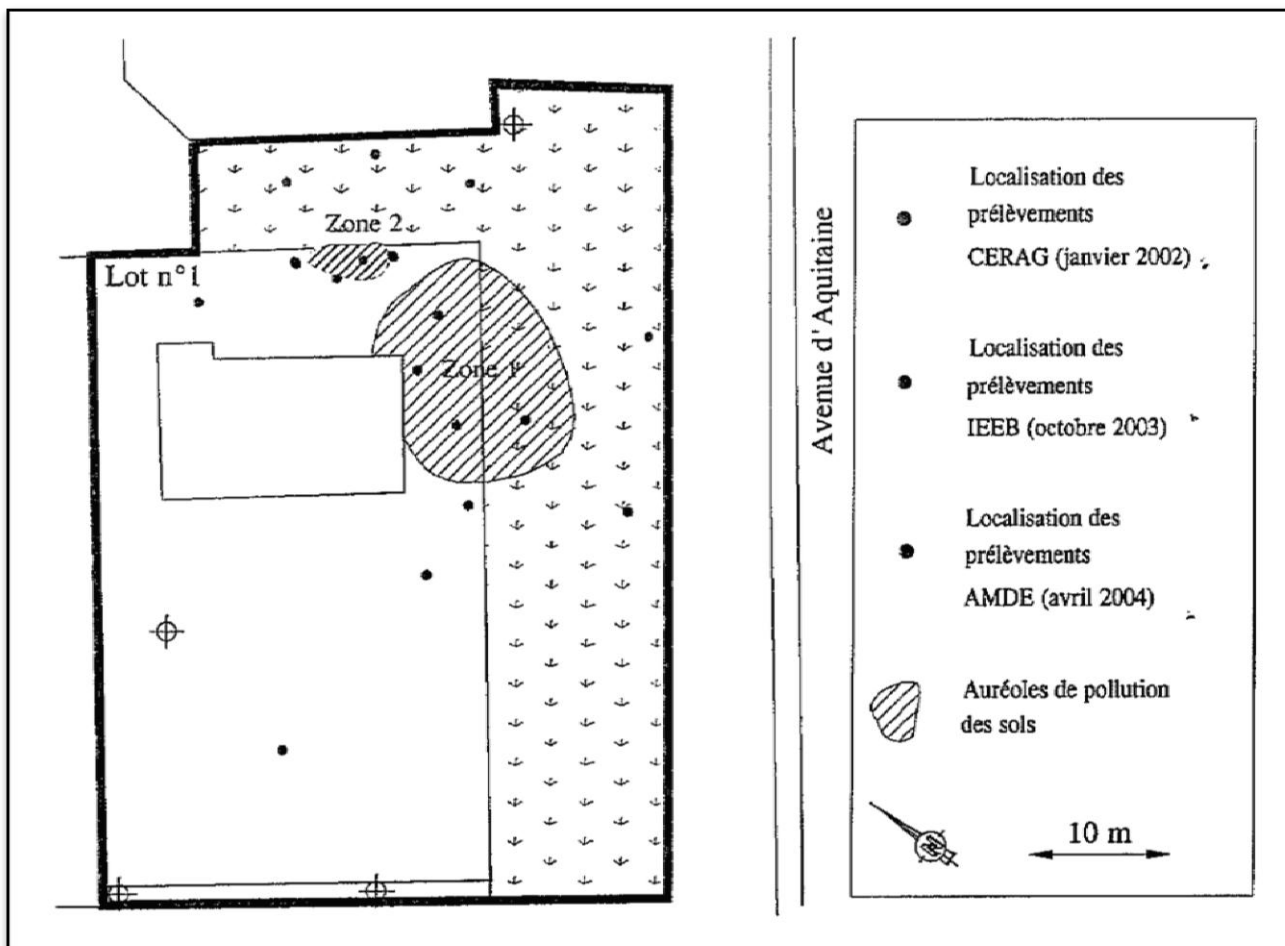 Zone 2
Lot n°1
Zone 1
Avenue d'Aquitaine
Localisation des
prélèvements
CERAG (janvier 2002)
Localisation des
prélèvements
IEEB (octobre 2003)
Localisation des
prélèvements
AMDE (avril 2004)
Auréoles de pollution
des sols
N
10 m